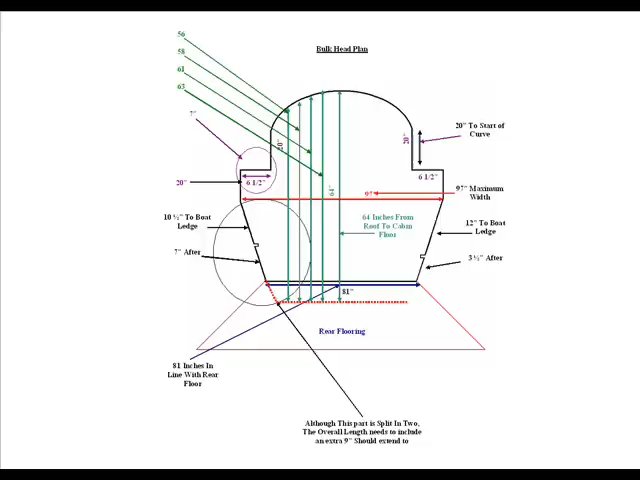 56
58
61
63
Bulk Head Plan
7"
20"
20"
20" To Start of
Curve
20"
6 1/2"
6 1/2"
64"
97"
97" Maximum
Width
10 ½" To Boat
Ledge
64 Inches From
Roof To Cabin
Floor
12" To Boat
Ledge
7" After
3 ½" After
81"
Rear Flooring
81 Inches In
Line With Rear
Floor
Although This part is Split In Two,
The Overall Length needs to include
an extra 9" Should extend to